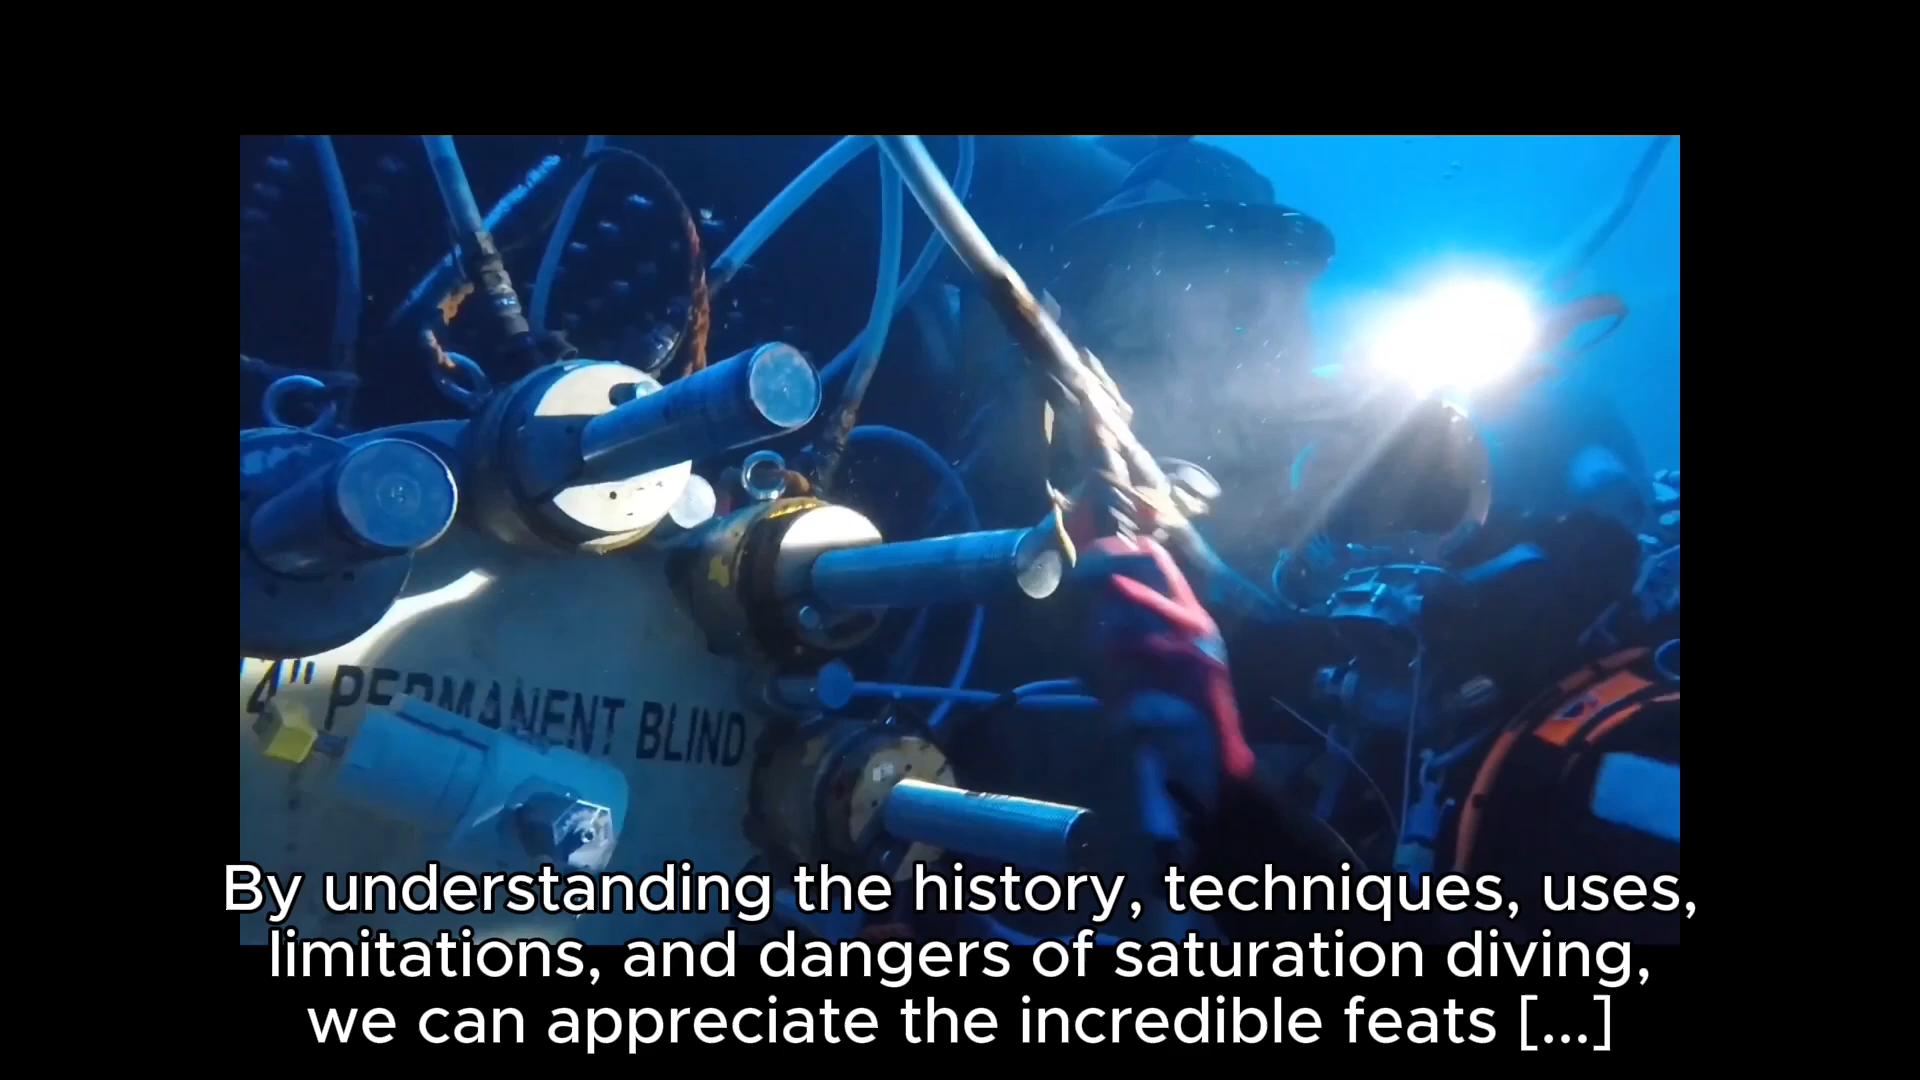 4" PERMANENT BLIND
By understanding the history, techniques, uses,
limitations, and dangers of saturation diving,
we can appreciate the incredible feats [...]